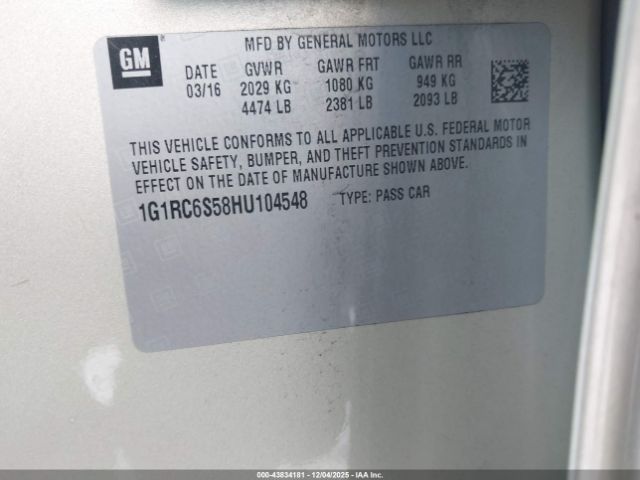 GM
MFD BY GENERAL MOTORS LLC
DATE GVWR GAWR FRT GAWR RR
03/16 2029 KG 1080 KG 949 KG
4474 LB 2381 LB 2093 LB
THIS VEHICLE CONFORMS TO ALL APPLICABLE U.S. FEDERAL MOTOR
VEHICLE SAFETY, BUMPER, AND THEFT PREVENTION STANDARDS IN
EFFECT ON THE DATE OF MANUFACTURE SHOWN ABOVE.
1G1RC6S58HU104548 TYPE: PASS CAR
000-43834181 - 12/04/2025 - IAA, Inc.